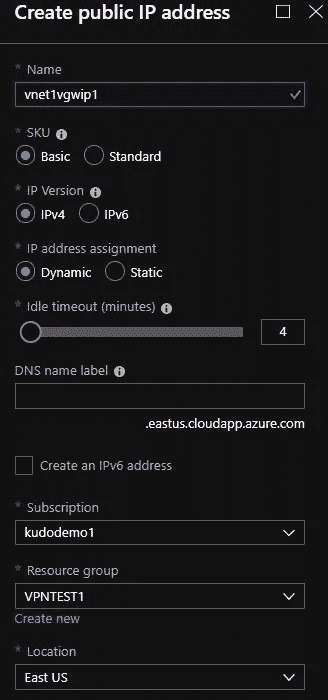 Create public IP address
* Name
vnet1vgwip1
* SKU
Basic Standard
* IP Version
IPv4 IPv6
* IP address assignment
Dynamic Static
* Idle timeout (minutes)
4
DNS name label
.eastus.cloudapp.azure.com
Create an IPv6 address
* Subscription
kudodemo1
* Resource group
VPNTEST1
Create new
* Location
East US